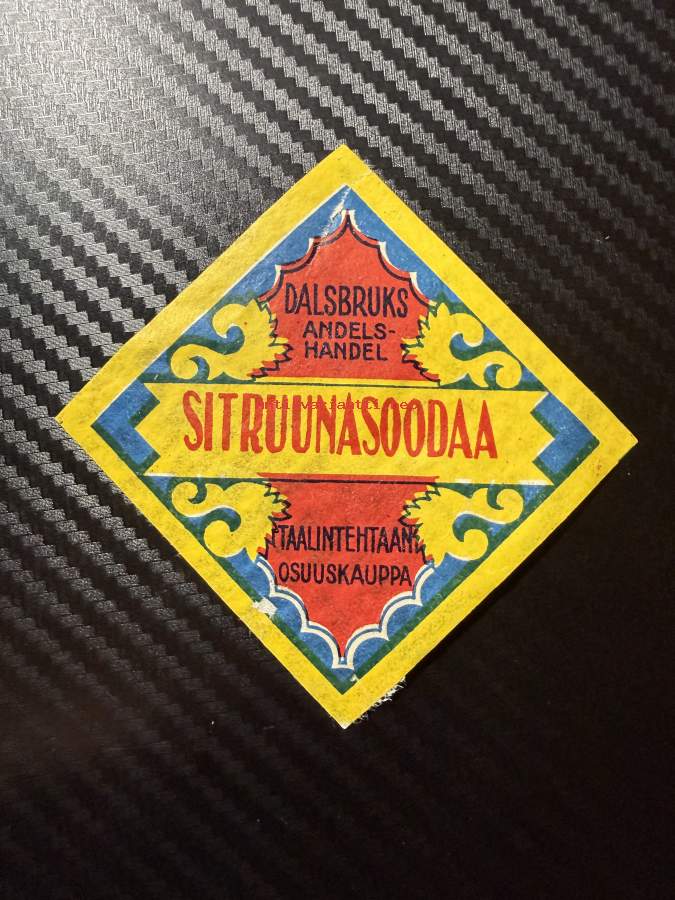 DALSBRUKS
ANDELS-
HANDEL
SITRUUNASOODAA
TAALINTEHTAAN
OSUUSKAUPPA